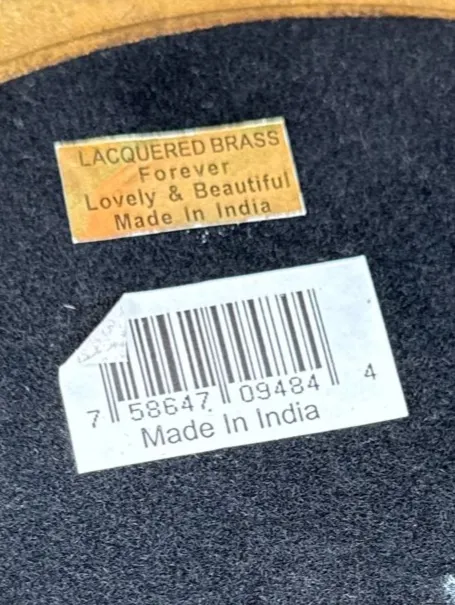 LACQUERED BRASS
Forever
Lovely & Beautiful
Made In India
7 58647 09484 4
Made In India